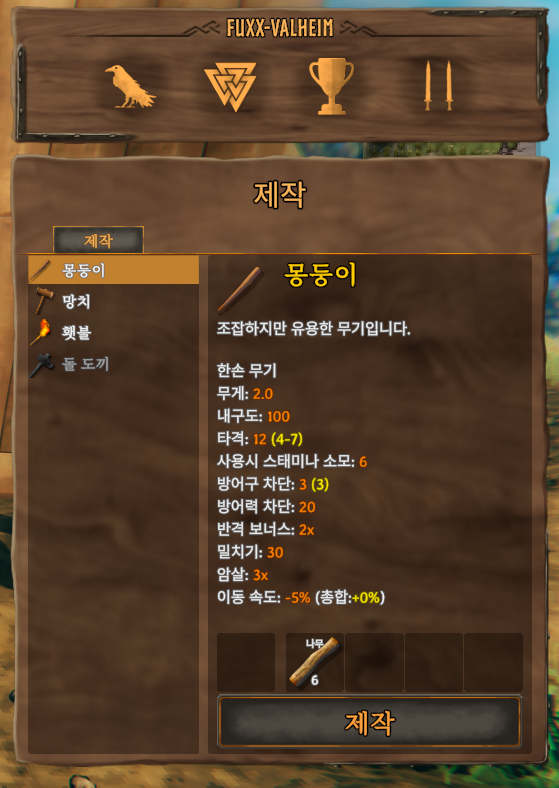 FUXX-VALHEIM
제작
제작
몽둥이
망치
횃불
돌 도끼
몽둥이
조잡하지만 유용한 무기입니다.
한손 무기
무게: 2.0
내구도: 100
타격: 12 (4-7)
사용시 스태미나 소모: 6
방어구 차단: 3 (3)
방어력 차단: 20
반격 보너스: 2x
밀치기: 30
암살: 3x
이동 속도: -5% (총합:+0%)
나무
6
제작